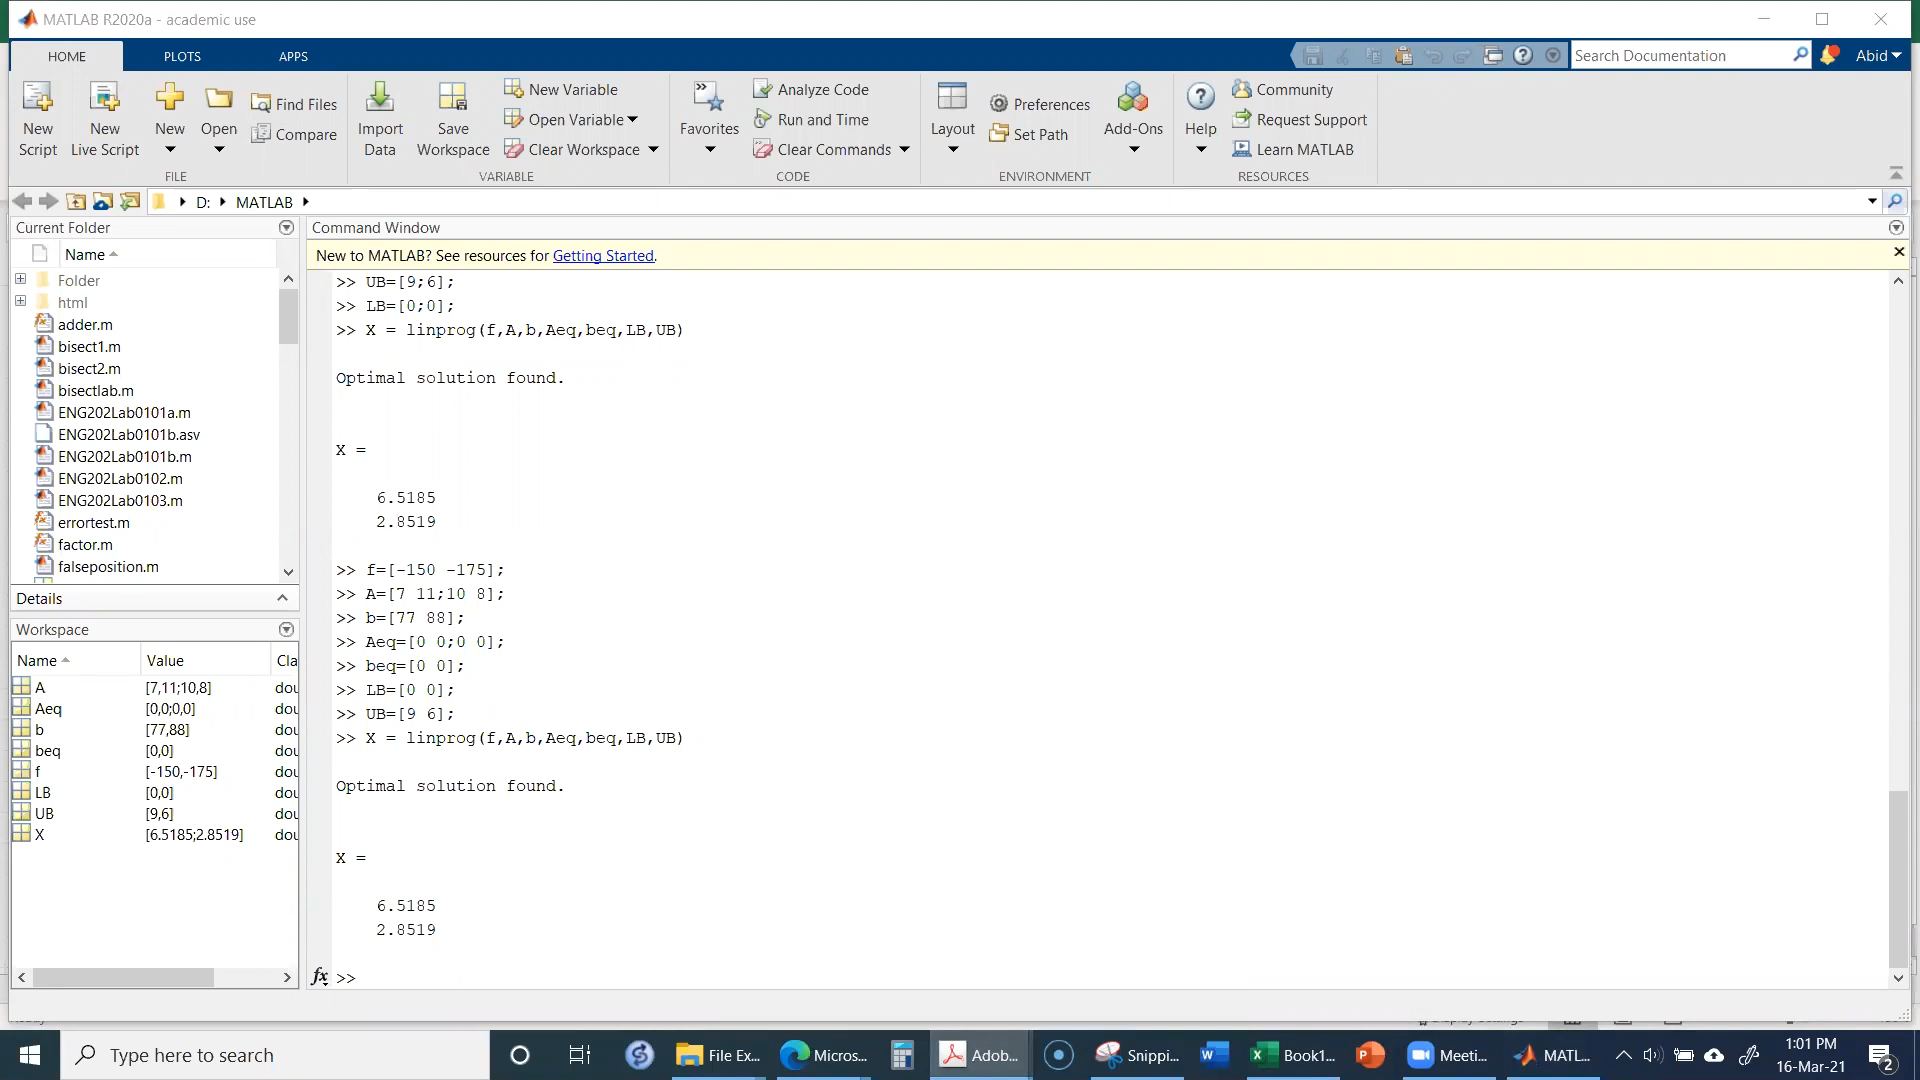 MATLAB R2020a - academic use
HOME PLOTS APPS
Search Documentation Abid
New Script
New Live Script
New
Open
Find Files
Compare
FILE
Import Data
Save Workspace
New Variable
Open Variable
Clear Workspace
VARIABLE
Favorites
Analyze Code
Run and Time
Clear Commands
CODE
Layout
Preferences
Set Path
Add-Ons
ENVIRONMENT
Help
Community
Request Support
Learn MATLAB
RESOURCES
D: MATLAB
Current Folder
Name
Folder
html
adder.m
bisect1.m
bisect2.m
bisectlab.m
ENG202Lab0101a.m
ENG202Lab0101b.asv
ENG202Lab0101b.m
ENG202Lab0102.m
ENG202Lab0103.m
errortest.m
factor.m
falseposition.m
Details
Workspace
Name Value Cla
A [7,11;10,8] dou
Aeq [0,0;0,0] dou
b [77,88] dou
beq [0,0] dou
f [-150,-175] dou
LB [0,0] dou
UB [9,6] dou
X [6.5185;2.8519] dou
Command Window
New to MATLAB? See resources for Getting Started.
>> UB=[9;6];
>> LB=[0;0];
>> X = linprog(f,A,b,Aeq,beq,LB,UB)
Optimal solution found.
X =
6.5185
2.8519
>> f=[-150 -175];
>> A=[7 11;10 8];
>> b=[77 88];
>> Aeq=[0 0;0 0];
>> beq=[0 0];
>> LB=[0 0];
>> UB=[9 6];
>> X = linprog(f,A,b,Aeq,beq,LB,UB)
Optimal solution found.
X =
6.5185
2.8519
fx >>
Type here to search
File Ex...
Micros...
Adob...
Snippi...
Book1...
Meeti...
MATL...
1:01 PM
16-Mar-21
2